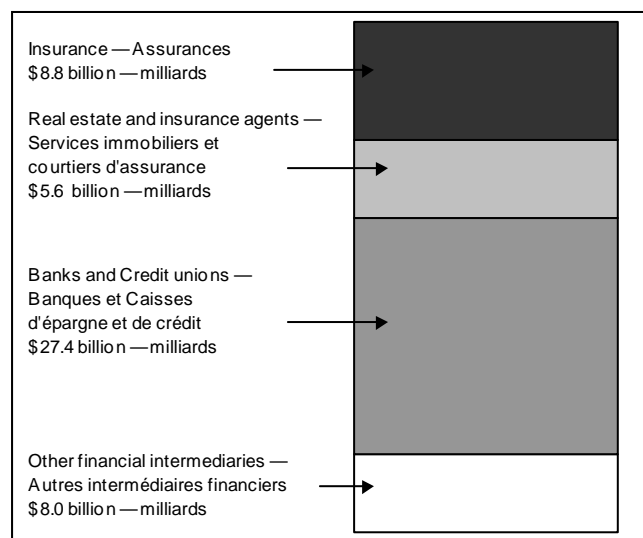 Insurance — Assurances
$8.8 billion — milliards
Real estate and insurance agents —
Services immobiliers et
courtiers d'assurance
$5.6 billion — milliards
Banks and Credit unions —
Banques et Caisses
d'épargne et de crédit
$27.4 billion — milliards
Other financial intermediaries —
Autres intermédiaires financiers
$8.0 billion — milliards